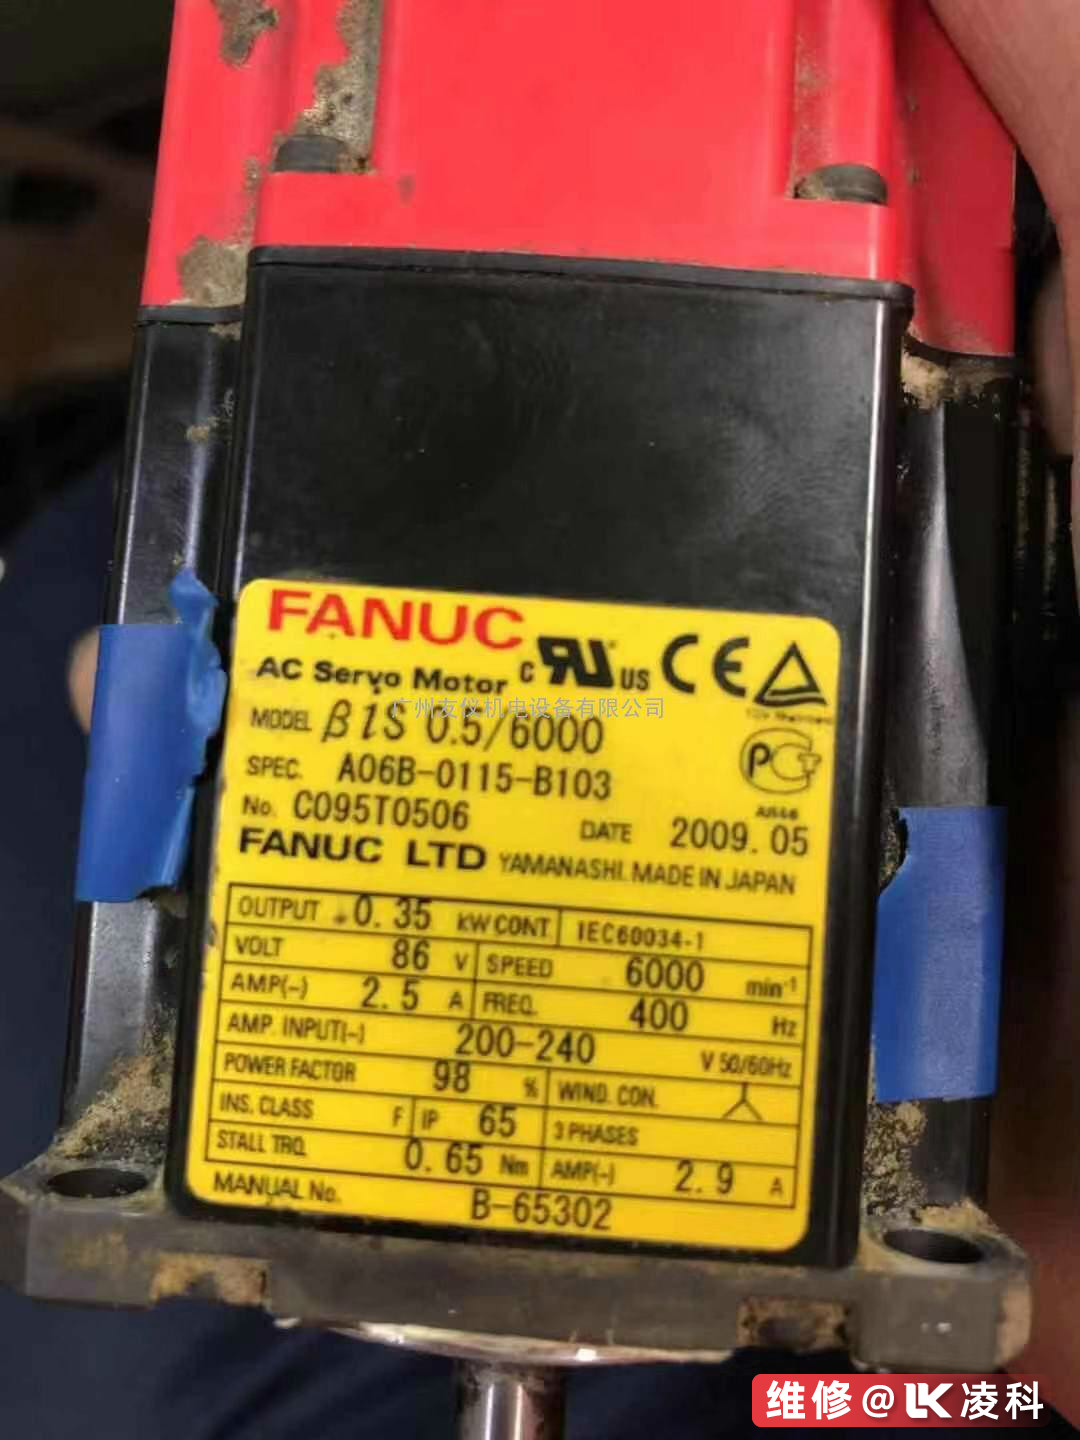 FANUC
AC Servo Motor C UR US CE
广州友仪机电设备有限公司
MODEL βiS 0.5/6000
SPEC. A06B-0115-B103
No. C095T0506 DATE 2009.05
FANUC LTD YAMANASHI. MADE IN JAPAN
OUTPUT 0.35 kW CONT IEC60034-1
VOLT 86 V SPEED 6000 min-1
AMP(~) 2.5 A FREQ. 400 Hz
AMP. INPUT(~) 200-240 V 50/60Hz
POWER FACTOR 98 % WIND. CON.
INS. CLASS F IP 65 3 PHASES
STALL TRQ. 0.65 Nm AMP(~) 2.9 A
MANUAL No. B-65302
维修@LK凌科